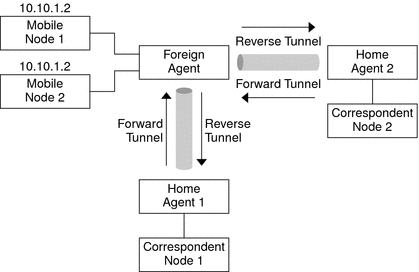 10.10.1.2
Mobile
Node 1
10.10.1.2
Mobile
Node 2
Foreign
Agent
Reverse Tunnel
Forward Tunnel
Home
Agent 2
Correspondent
Node 2
Forward
Tunnel
Reverse
Tunnel
Home
Agent 1
Correspondent
Node 1